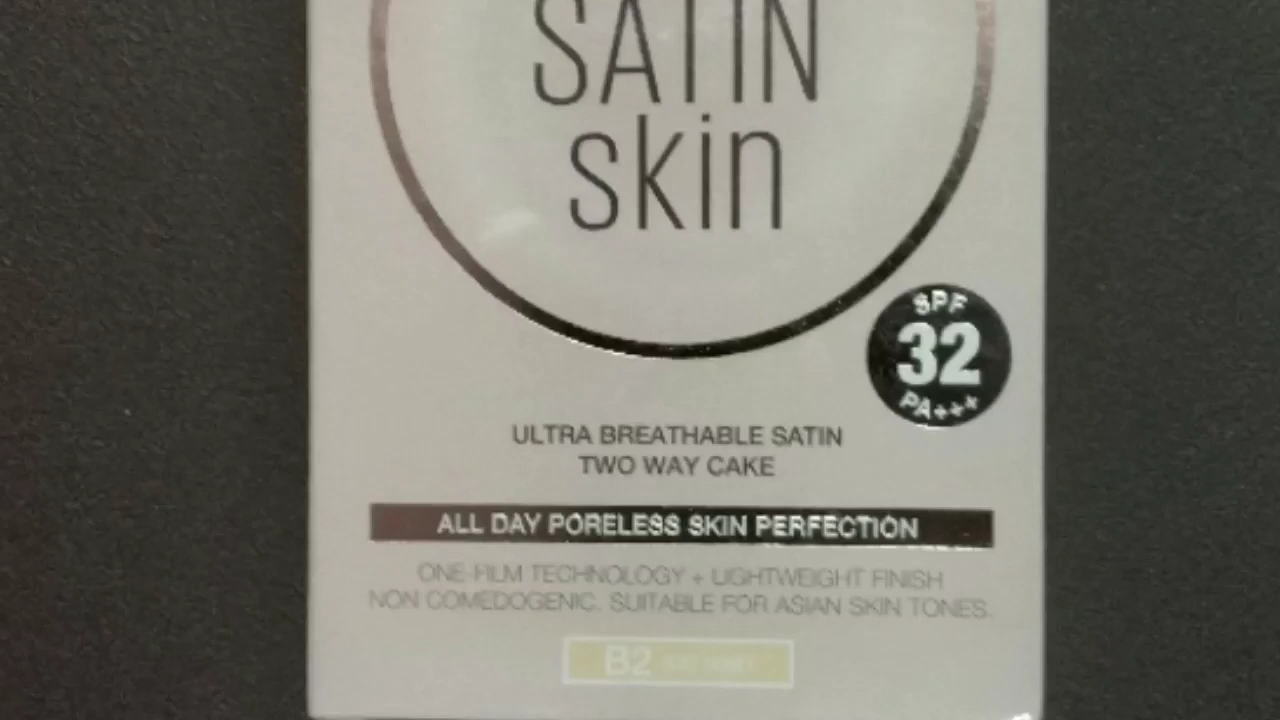 SATIN
skin
SPF
32
PA+++
ULTRA BREATHABLE SATIN
TWO WAY CAKE
ALL DAY PORELESS SKIN PERFECTION
ONE-FILM TECHNOLOGY + LIGHTWEIGHT FINISH
NON COMEDOGENIC. SUITABLE FOR ASIAN SKIN TONES.
B2